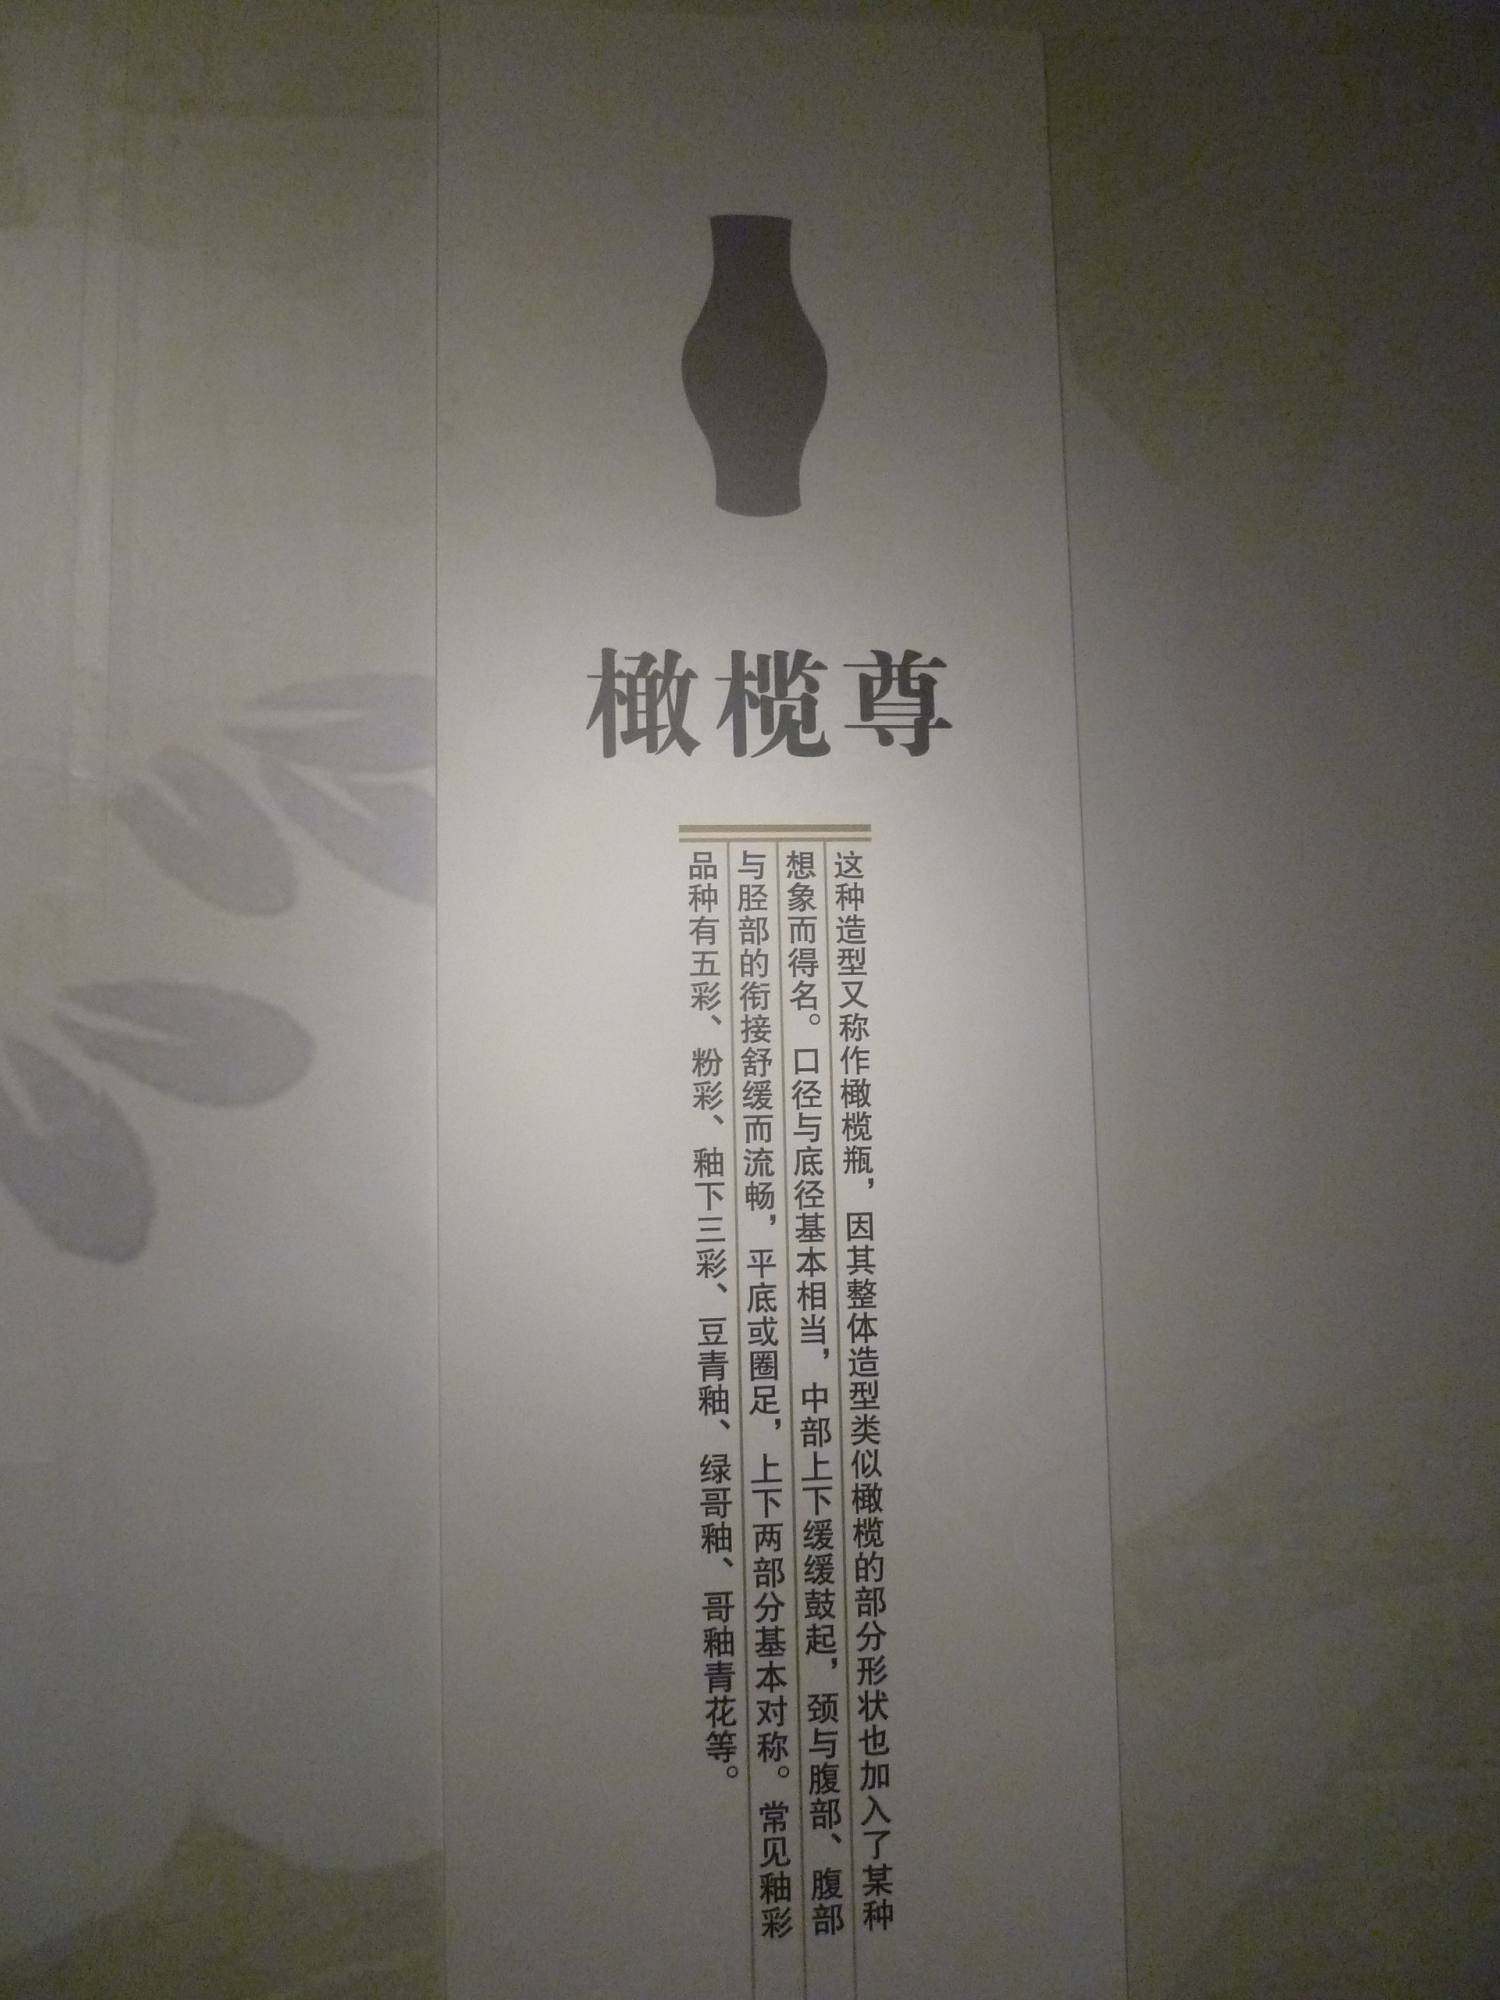 橄榄尊
这种造型又称作橄榄瓶，因其整体造型类似橄榄的部分形状也加入了某种
想象而得名。口径与底径基本相当，中部上下缓缓鼓起，颈与腹部、腹部
与胫部的衔接舒缓而流畅，平底或圈足，上下两部分基本对称。常见釉彩
品种有五彩、粉彩、釉下三彩、豆青釉、绿哥釉、哥釉青花等。